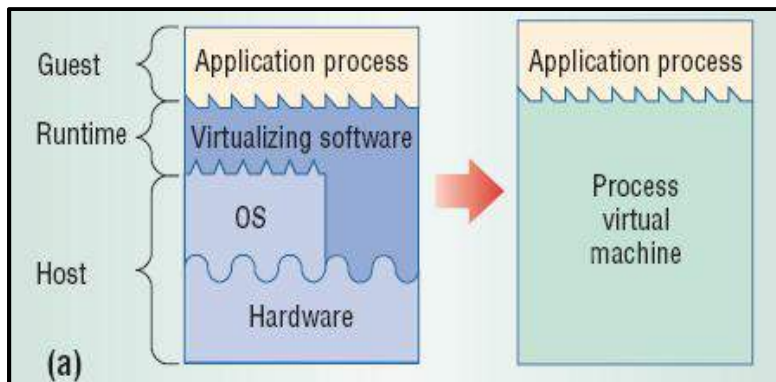 Guest
Application process
Runtime
Virtualizing software
OS
Host
Hardware
(a)
Application process
Process
virtual
machine